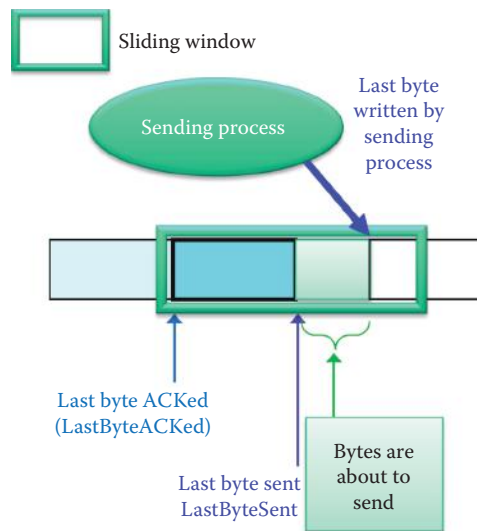 Sliding window
Last byte
written by
sending
process
Sending process
Last byte ACKed
(LastByteACKed)
Last byte sent
LastByteSent
Bytes are
about to
send